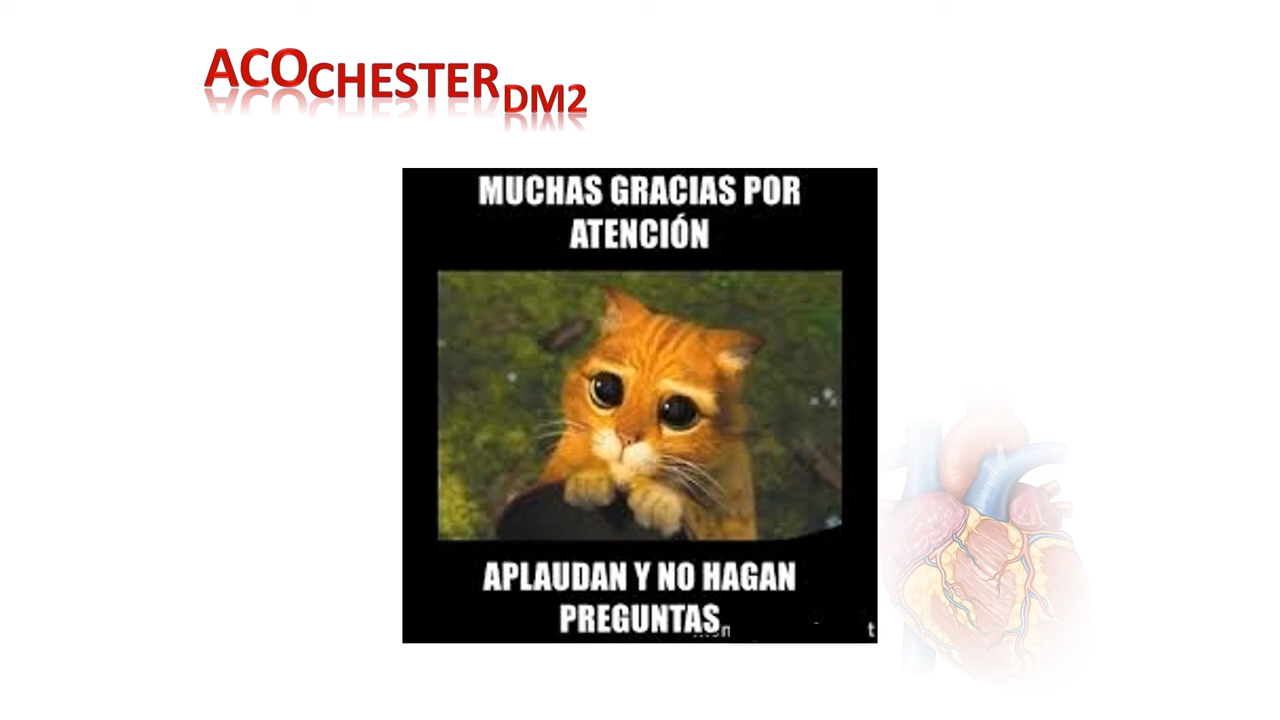 ACOCHESTERDM2
MUCHAS GRACIAS POR
ATENCIÓN
APLAUDAN Y NO HAGAN
PREGUNTAS